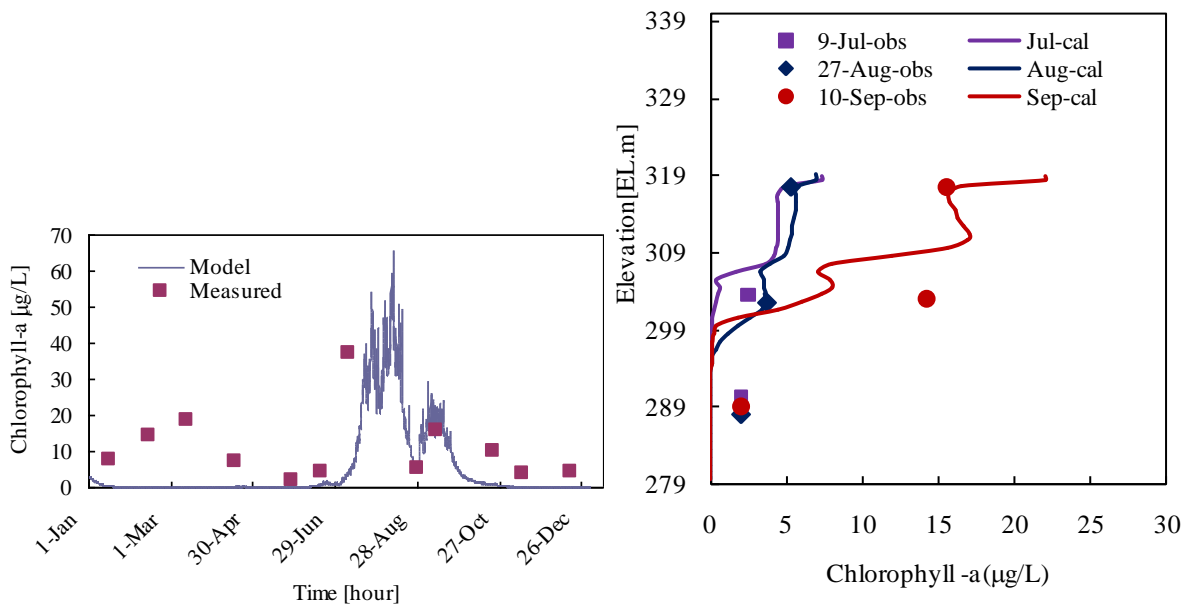 70
60
50
40
30
20
10
0
Chlorophyll-a [µg/L]
Model
Measured
1-Jan
1-Mar
30-Apr
29-Jun
28-Aug
27-Oct
26-Dec
Time [hour]
339
329
319
309
299
289
279
Elevation[EL.m]
9-Jul-obs
Jul-cal
27-Aug-obs
Aug-cal
10-Sep-obs
Sep-cal
0
5
10
15
20
25
30
Chlorophyll -a (µg/L)